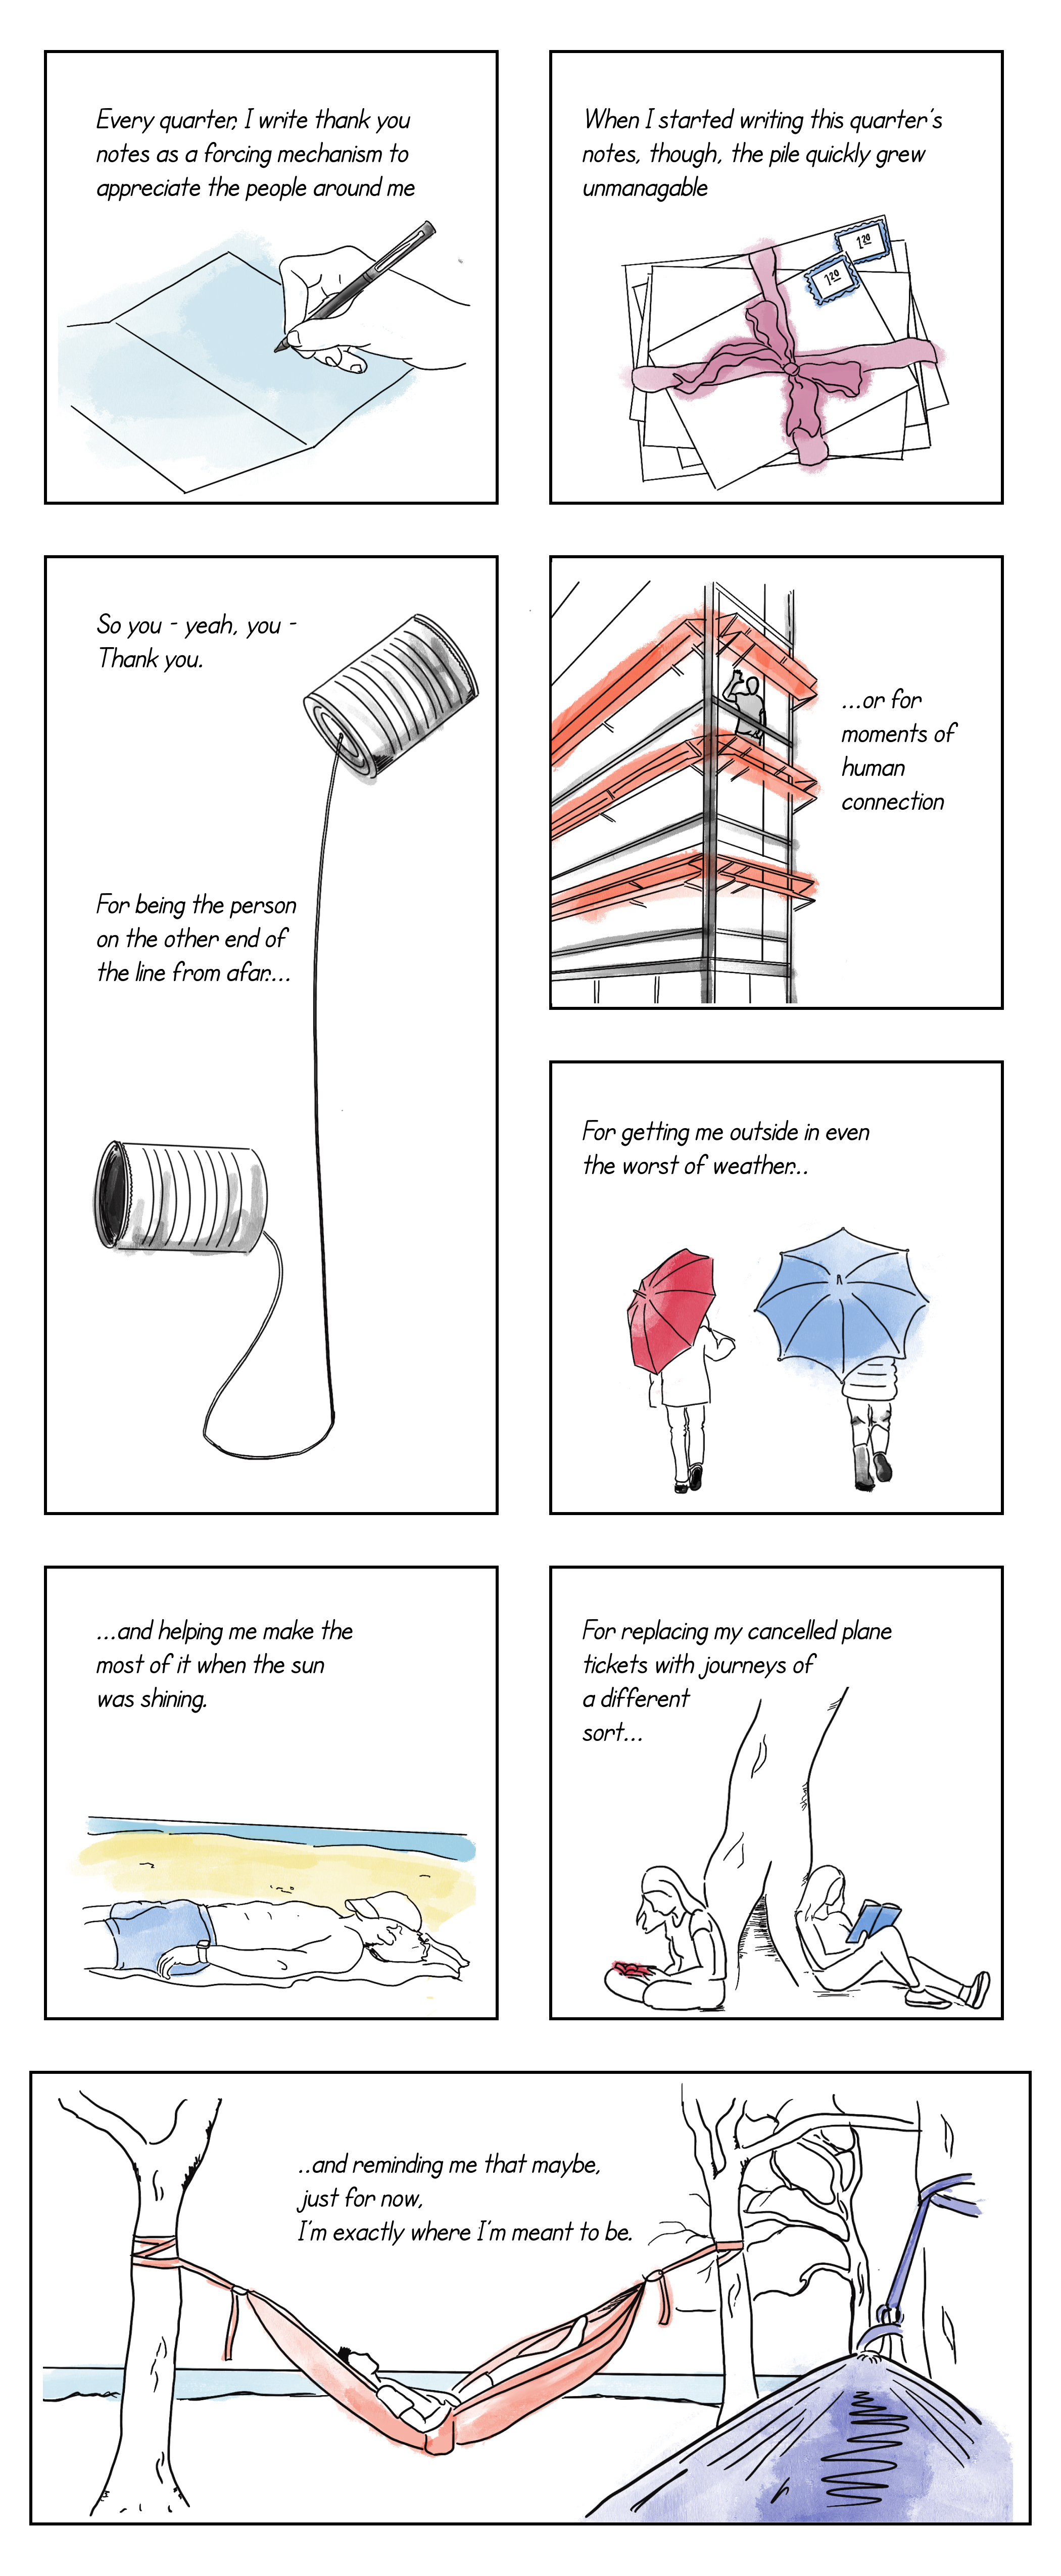 Every quarter, I write thank you
notes as a forcing mechanism to
appreciate the people around me
When I started writing this quarter's
notes, though, the pile quickly grew
unmanagable
1 20
1 20
So you - yeah, you -
Thank you.
For being the person
on the other end of
the line from afar....
...or for
moments of
human
connection
For getting me outside in even
the worst of weather...
...and helping me make the
most of it when the sun
was shining.
For replacing my cancelled plane
tickets with journeys of
a different
sort...
..and reminding me that maybe,
just for now,
I'm exactly where I'm meant to be.